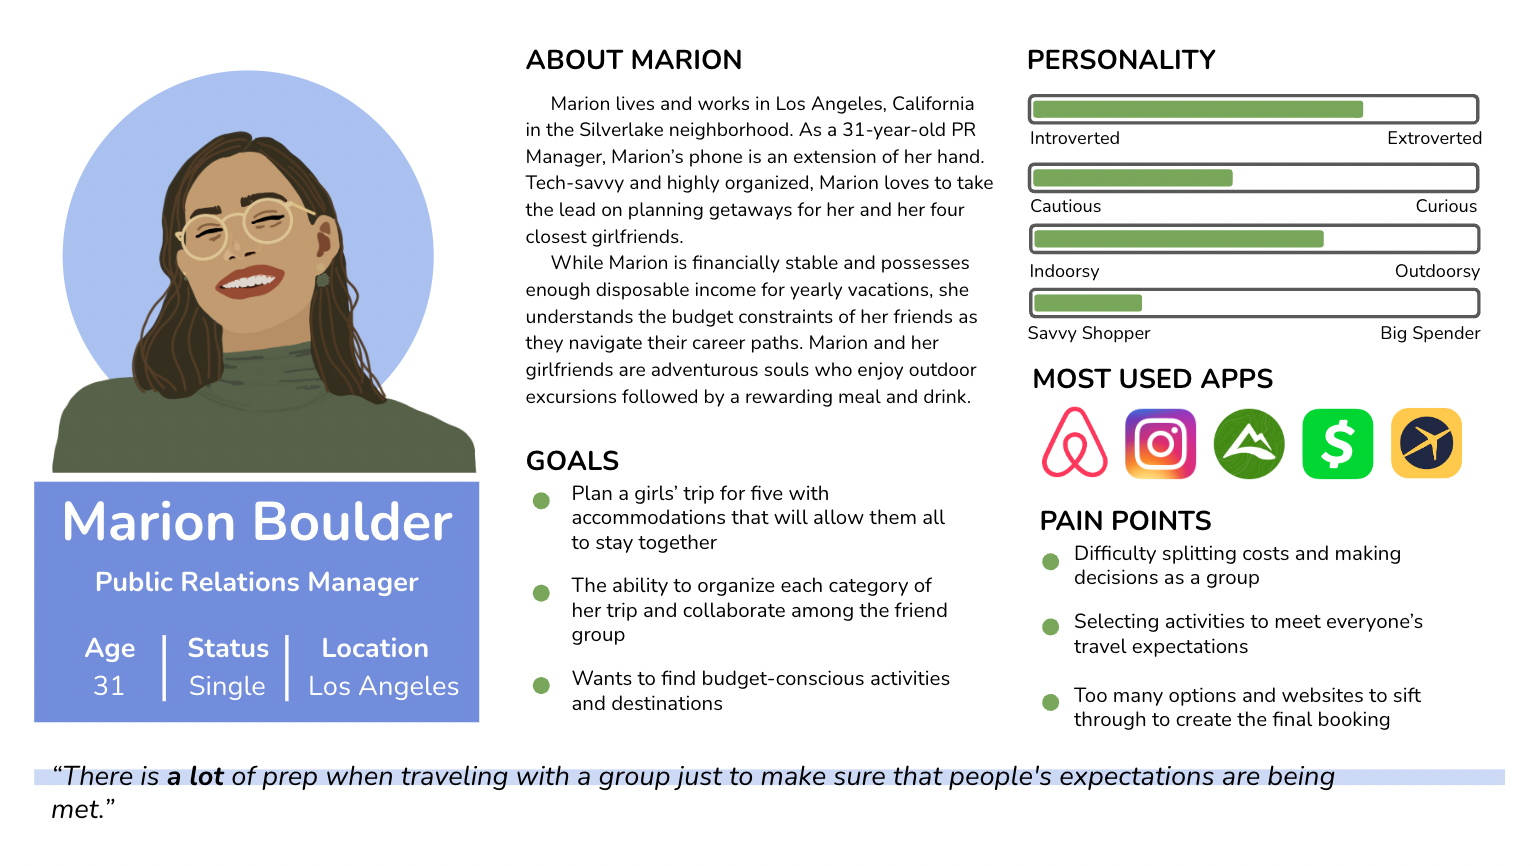 ABOUT MARION
Marion lives and works in Los Angeles, California
in the Silverlake neighborhood. As a 31-year-old PR
Manager, Marion’s phone is an extension of her hand.
Tech-savvy and highly organized, Marion loves to take
the lead on planning getaways for her and her four
closest girlfriends.
While Marion is financially stable and possesses
enough disposable income for yearly vacations, she
understands the budget constraints of her friends as
they navigate their career paths. Marion and her
girlfriends are adventurous souls who enjoy outdoor
excursions followed by a rewarding meal and drink.
GOALS
Plan a girls’ trip for five with
accommodations that will allow them all
to stay together
The ability to organize each category of
her trip and collaborate among the friend
group
Wants to find budget-conscious activities
and destinations
PERSONALITY
Introverted Extroverted
Cautious Curious
Indoorsy Outdoorsy
Savvy Shopper Big Spender
MOST USED APPS
$
PAIN POINTS
Difficulty splitting costs and making
decisions as a group
Selecting activities to meet everyone’s
travel expectations
Too many options and websites to sift
through to create the final booking
Marion Boulder
Public Relations Manager
Age Status Location
31 Single Los Angeles
“There is a lot of prep when traveling with a group just to make sure that people's expectations are being
met.”